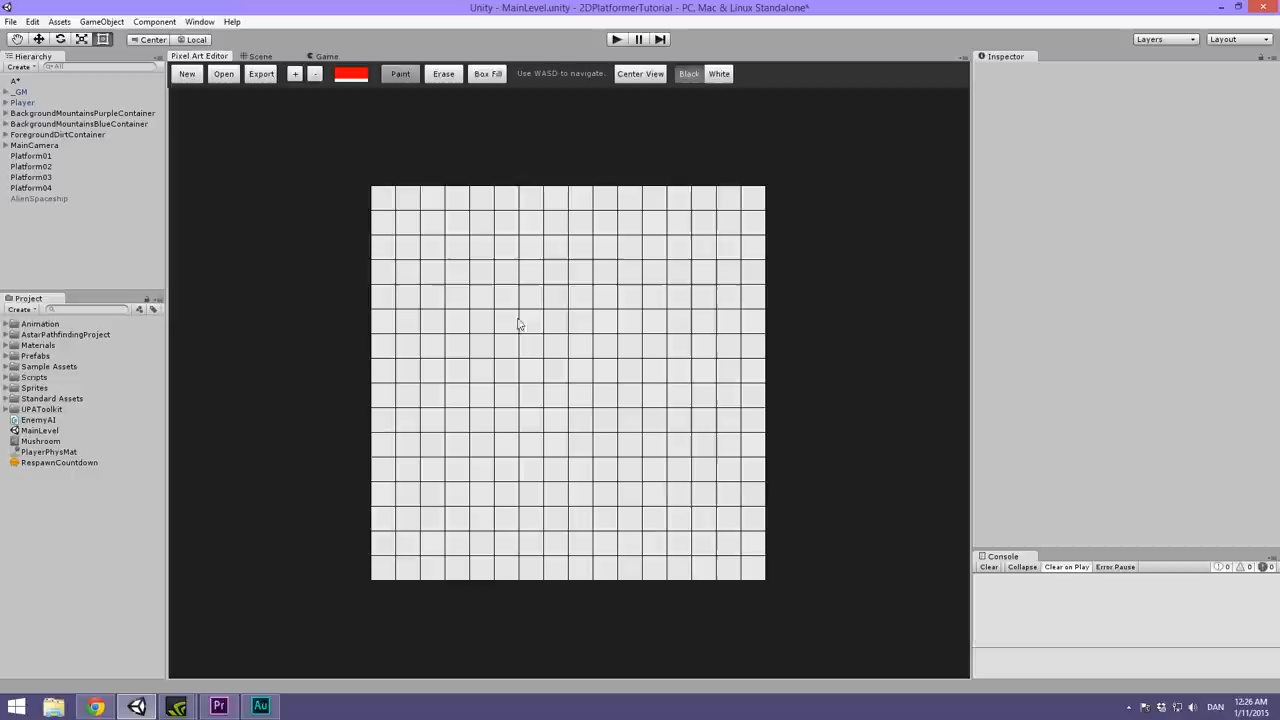 Unity - MainLevel.unity - 2DPlatformerTutorial - PC, Mac & Linux Standalone*
File Edit Assets GameObject Component Window Help
Center Local Layers Layout
Hierarchy
Create All
A*
_GM
Player
BackgroundMountainsPurpleContainer
BackgroundMountainsBlueContainer
ForegroundDirtContainer
MainCamera
Platform01
Platform02
Platform03
Platform04
AlienSpaceship
Project
Create
Animation
AstarPathfindingProject
Materials
Prefabs
Sample Assets
Scripts
Sprites
Standard Assets
UPAToolkit
EnemyAI
MainLevel
Mushroom
PlayerPhysMat
RespawnCountdown
Pixel Art Editor Scene Game
New Open Export + - Paint Erase Box Fill Use WASD to navigate. Center View Black White
Inspector
Console
Clear Collapse Clear on Play Error Pause 0 0 0
Pr Au
DAN
12:26 AM
1/11/2015